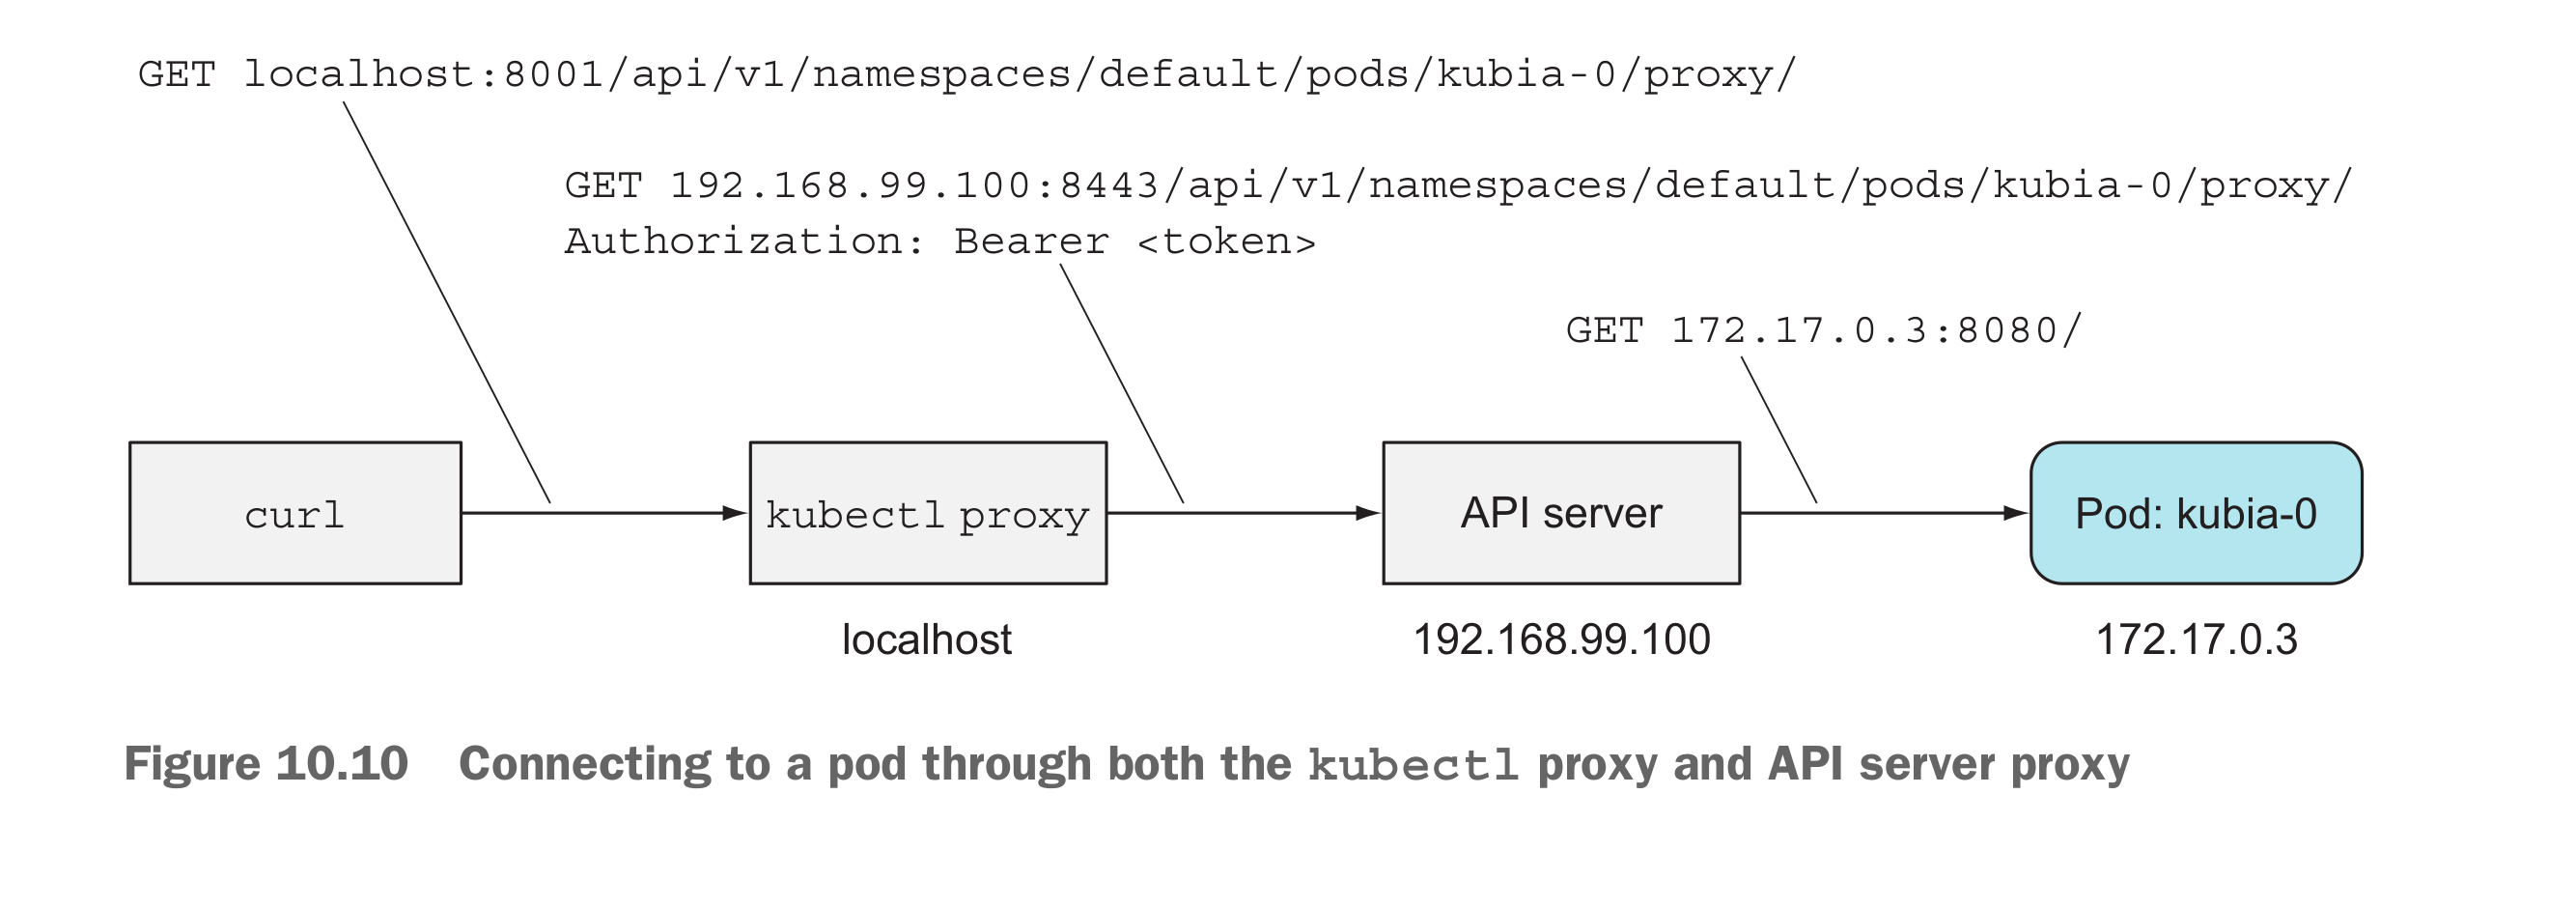 GET localhost:8001/api/v1/namespaces/default/pods/kubia-0/proxy/
GET 192.168.99.100:8443/api/v1/namespaces/default/pods/kubia-0/proxy/
Authorization: Bearer <token>
GET 172.17.0.3:8080/
curl
kubectl proxy
API server
Pod: kubia-0
localhost
192.168.99.100
172.17.0.3
Figure 10.10 Connecting to a pod through both the kubectl proxy and API server proxy